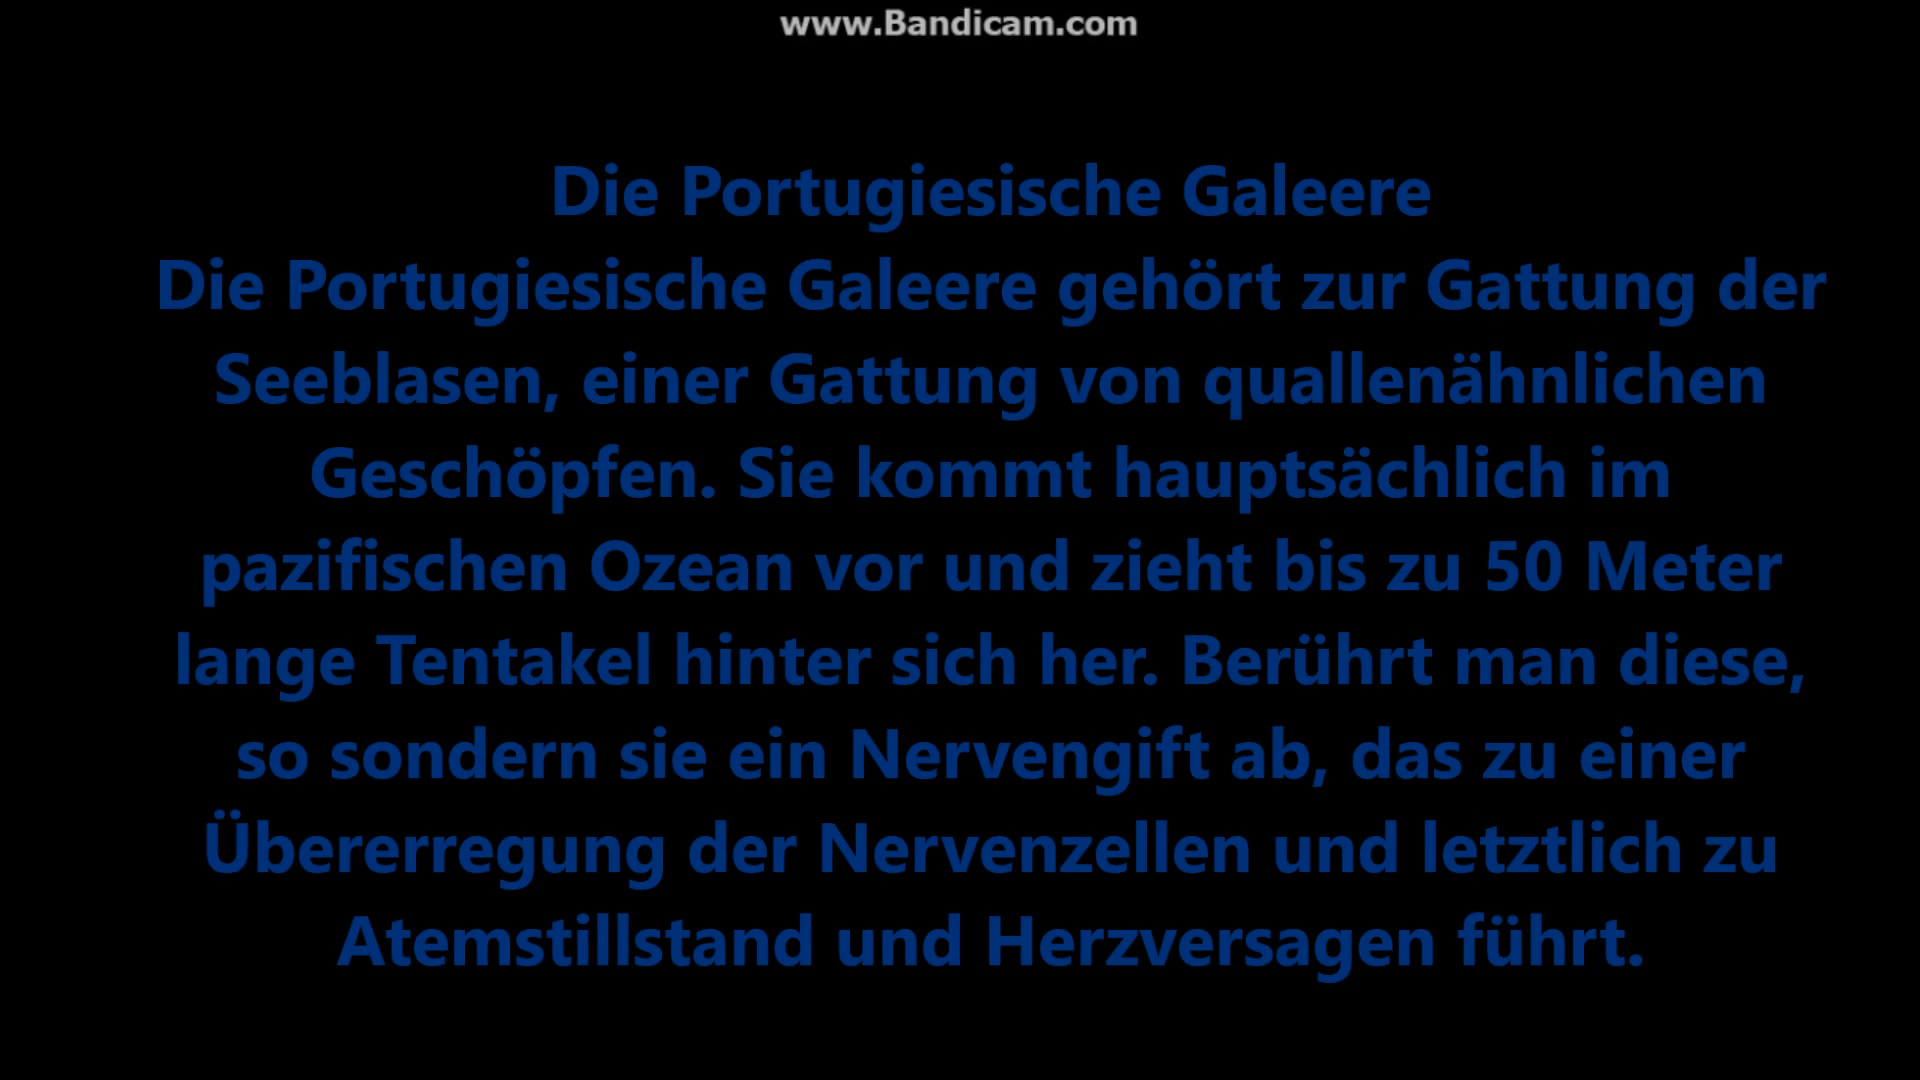 www.Bandicam.com
Die Portugiesische Galeere
Die Portugiesische Galeere gehört zur Gattung der
Seeblasen, einer Gattung von quallenähnlichen
Geschöpfen. Sie kommt hauptsächlich im
pazifischen Ozean vor und zieht bis zu 50 Meter
lange Tentakel hinter sich her. Berührt man diese,
so sondern sie ein Nervengift ab, das zu einer
Übererregung der Nervenzellen und letztlich zu
Atemstillstand und Herzversagen führt.